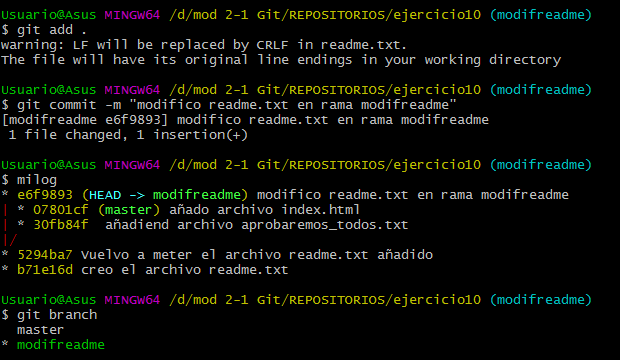 Usuario@Asus MINGW64 /d/mod 2-1 Git/REPOSITORIOS/ejercicio10 (modifreadme)
$ git add .
warning: LF will be replaced by CRLF in readme.txt.
The file will have its original line endings in your working directory
Usuario@Asus MINGW64 /d/mod 2-1 Git/REPOSITORIOS/ejercicio10 (modifreadme)
$ git commit -m "modifico readme.txt en rama modifreadme"
[modifreadme e6f9893] modifico readme.txt en rama modifreadme
 1 file changed, 1 insertion(+)
Usuario@Asus MINGW64 /d/mod 2-1 Git/REPOSITORIOS/ejercicio10 (modifreadme)
$ milog
* e6f9893 (HEAD -> modifreadme) modifico readme.txt en rama modifreadme
| * 07801cf (master) añado archivo index.html
| * 30fb84f  añadiend archivo aprobaremos_todos.txt
|/
* 5294ba7 Vuelvo a meter el archivo readme.txt añadido
* b71e16d creo el archivo readme.txt
Usuario@Asus MINGW64 /d/mod 2-1 Git/REPOSITORIOS/ejercicio10 (modifreadme)
$ git branch
  master
* modifreadme